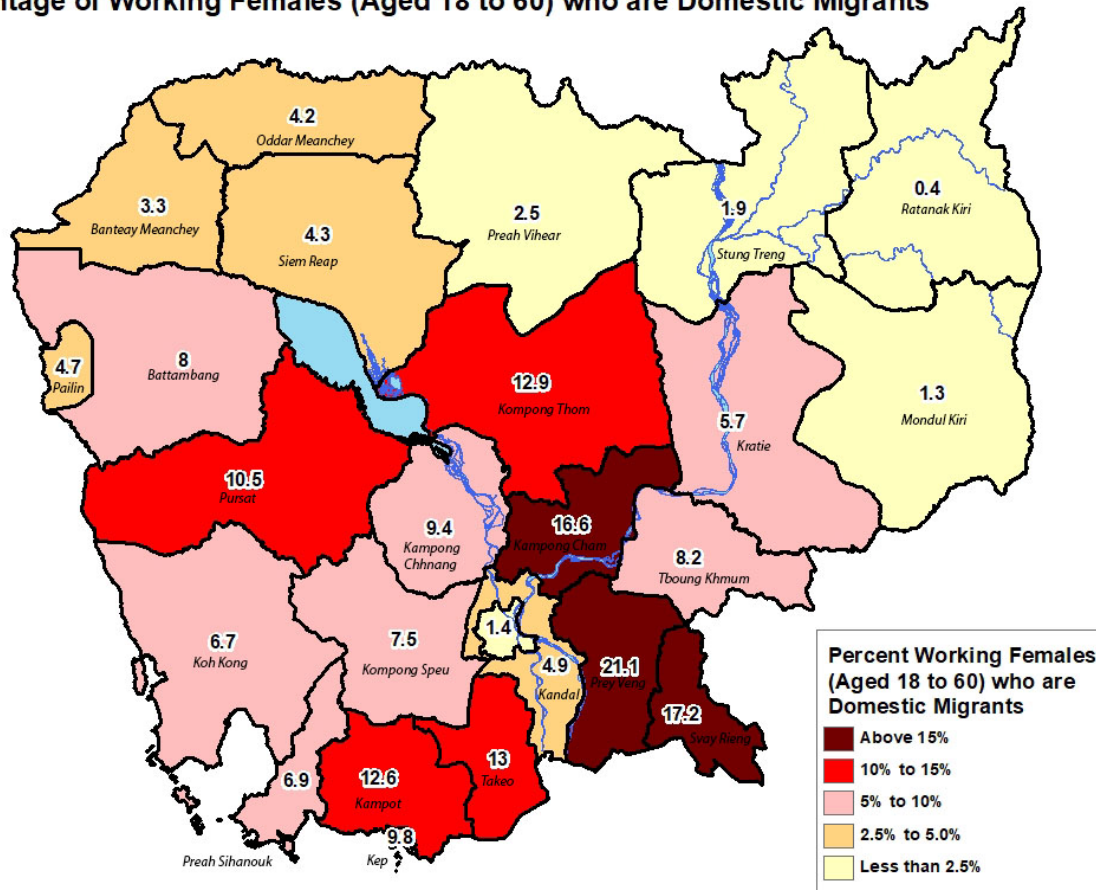 ntage of Working Females (Aged 18 to 60) who are Domestic Migrants
4.2
Oddar Meanchey
3.3
Banteay Meanchey
4.3
Siem Reap
2.5
Preah Vihear
1.9
Stung Treng
0.4
Ratanak Kiri
4.7
Pailin
8
Battambang
12.9
Kompong Thom
5.7
Kratie
1.3
Mondul Kiri
10.5
Pursat
9.4
Kampong
Chhnang
16.6
Kampong Cham
8.2
Tboung Khmum
6.7
Koh Kong
7.5
Kompong Speu
1.4
4.9
Kandal
21.1
Prey Veng
17.2
Svay Rieng
6.9
Preah Sihanouk
12.6
Kampot
9.8
Kep
13
Takeo
Percent Working Females
(Aged 18 to 60) who are
Domestic Migrants
Above 15%
10% to 15%
5% to 10%
2.5% to 5.0%
Less than 2.5%